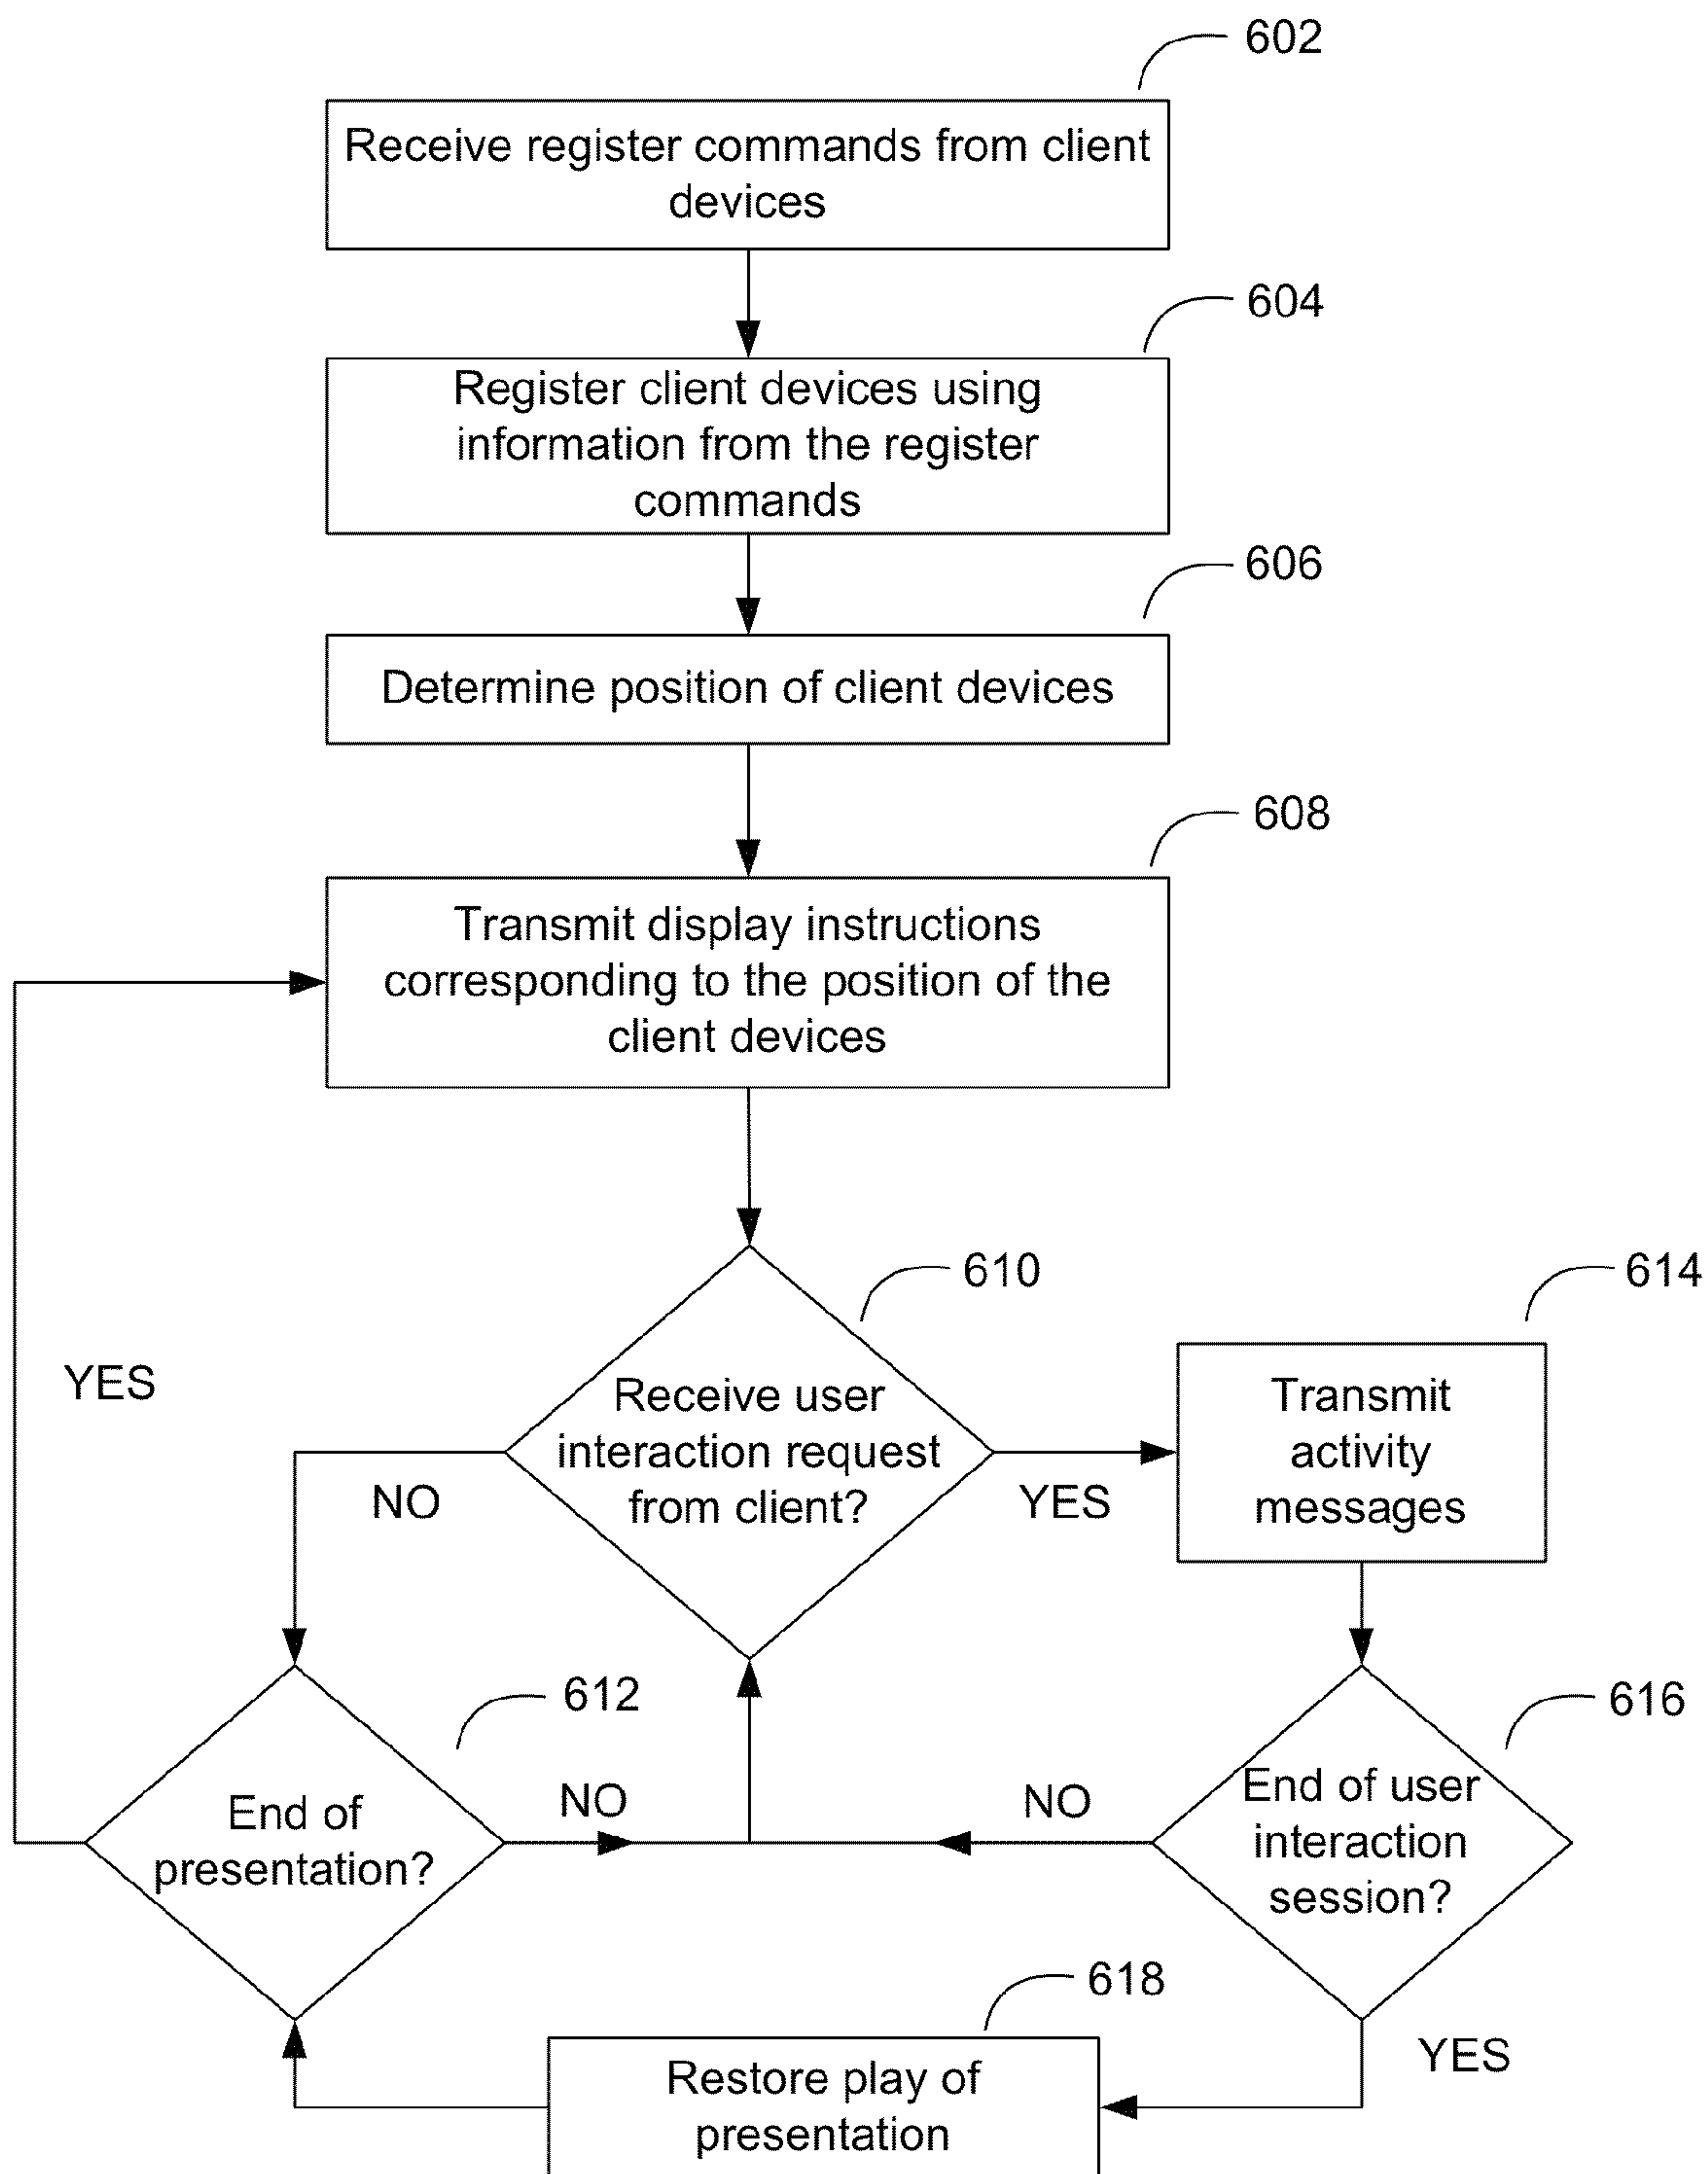 602
Receive register commands from client
devices
604
Register client devices using
information from the register
commands
606
Determine position of client devices
608
Transmit display instructions
corresponding to the position of the
client devices
610
614
YES
Receive user
interaction request
from client?
NO
YES
Transmit
activity
messages
612
616
End of
presentation?
NO
NO
End of user
interaction
session?
618
YES
Restore play of
presentation